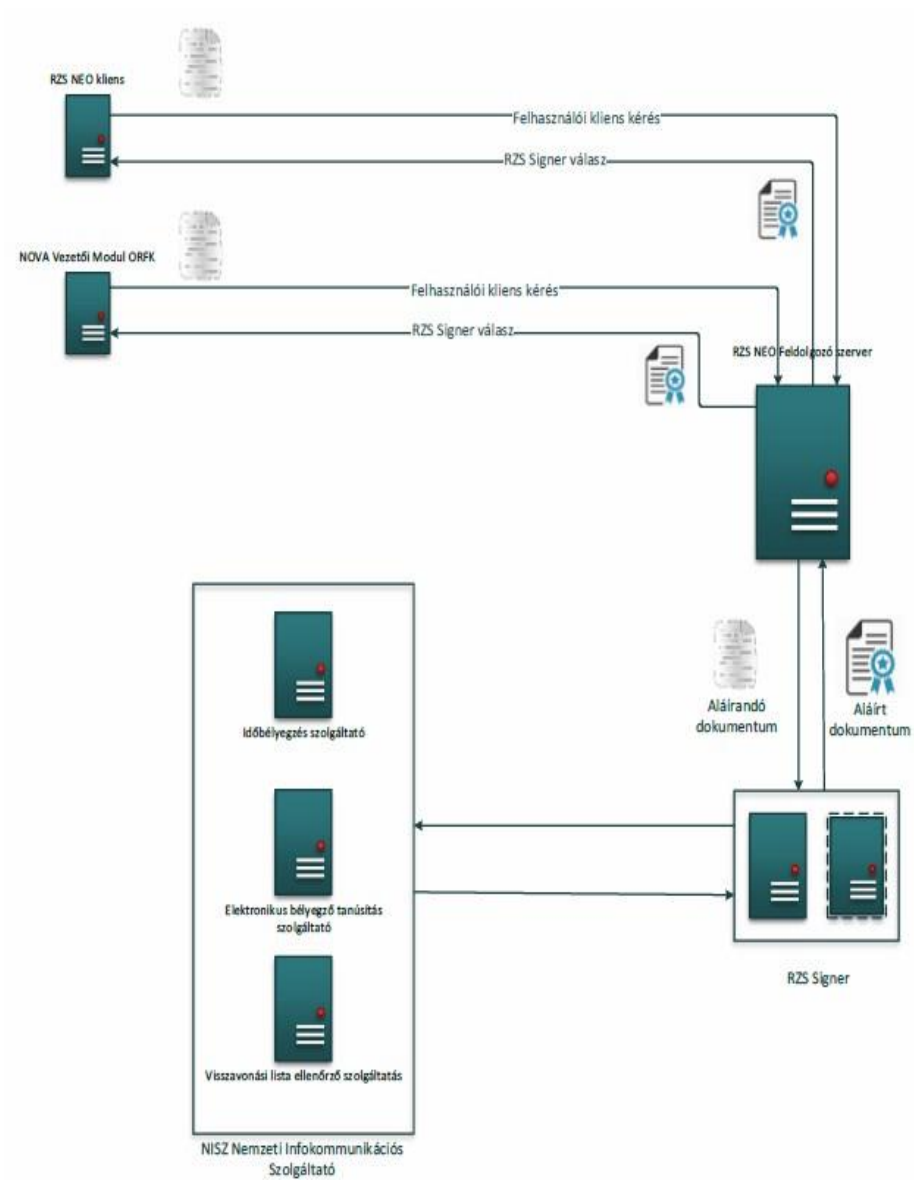 RZS NEO kliens
Felhasználói kliens kérés
RZS Signer válasz
NOVA Vezetői Modul ORFK
Felhasználói kliens kérés
RZS Signer válasz
RZS NEO Feldolgozó szerver
Időbélyegzés szolgáltató
Aláírandó
dokumentum
Aláírt
dokumentum
Elektronikus bélyegző tanúsítás
szolgáltató
RZS Signer
Visszavonási lista ellenőrző szolgáltatás
NISZ Nemzeti Infokommunikációs
Szolgáltató